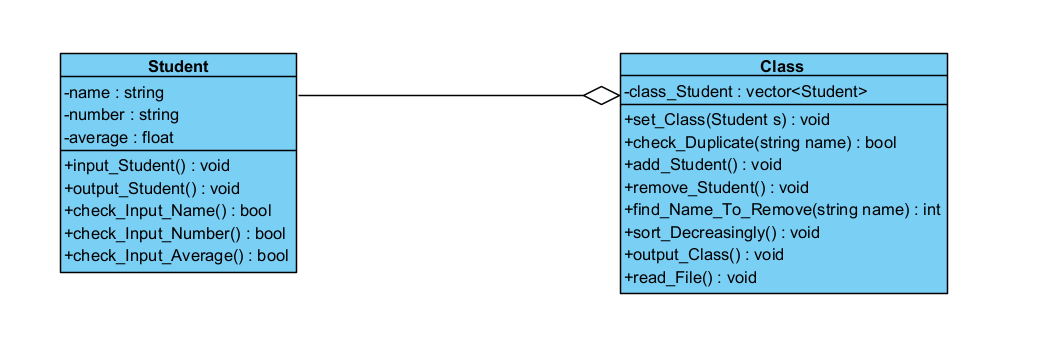 Student
-name : string
-number : string
-average : float
+input_Student() : void
+output_Student() : void
+check_Input_Name() : bool
+check_Input_Number() : bool
+check_Input_Average() : bool
Class
-class_Student : vector<Student>
+set_Class(Student s) : void
+check_Duplicate(string name) : bool
+add_Student() : void
+remove_Student() : void
+find_Name_To_Remove(string name) : int
+sort_Decreasingly() : void
+output_Class() : void
+read_File() : void